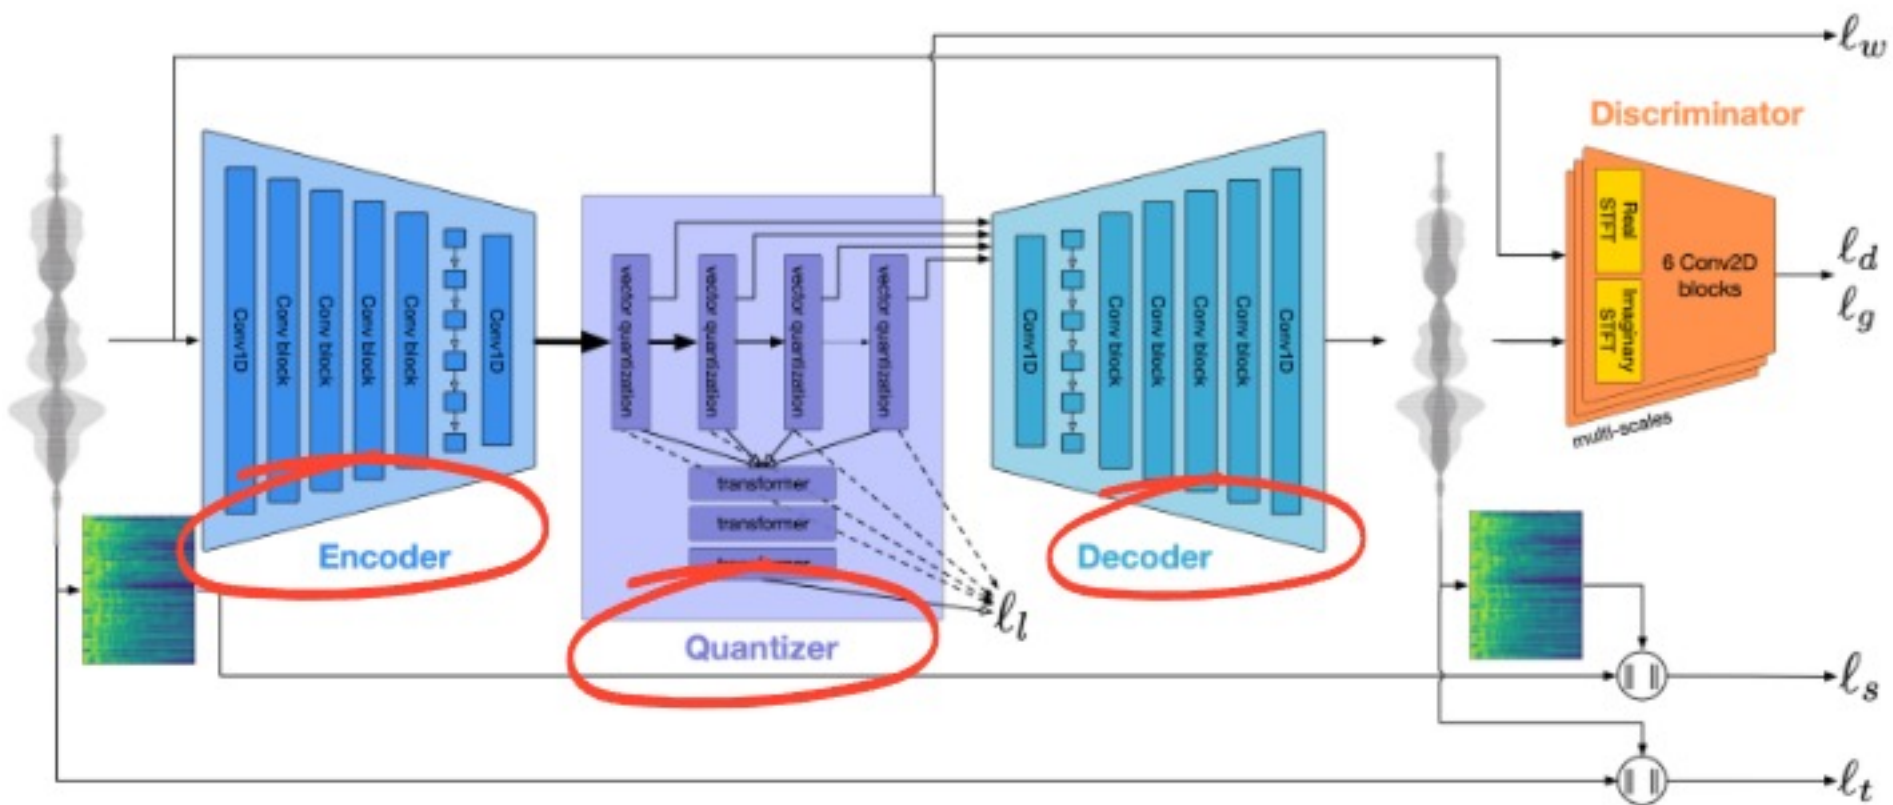 ℓw
Discriminator
Real STFT
Imaginary STFT
6 Conv2D
blocks
multi-scales
ℓd
ℓg
Conv1D
Conv block
Conv block
Conv block
Conv block
Conv1D
Encoder
vector quantization
vector quantization
vector quantization
vector quantization
transformer
transformer
transformer
Quantizer
ℓl
Conv1D
Conv block
Conv block
Conv block
Conv block
Conv1D
Decoder
ℓs
ℓt